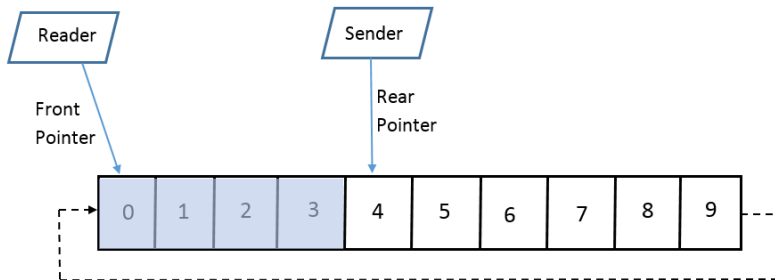 Reader
Sender
Front
Pointer
Rear
Pointer
0 1 2 3 4 5 6 7 8 9